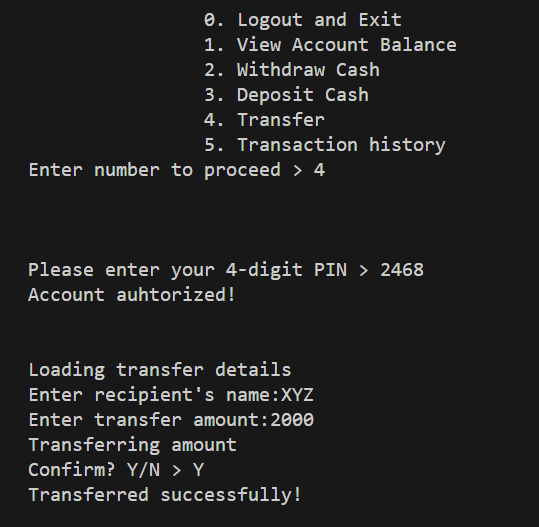 0. Logout and Exit
1. View Account Balance
2. Withdraw Cash
3. Deposit Cash
4. Transfer
5. Transaction history
Enter number to proceed > 4
Please enter your 4-digit PIN > 2468
Account auhtorized!
Loading transfer details
Enter recipient's name:XYZ
Enter transfer amount:2000
Transferring amount
Confirm? Y/N > Y
Transferred successfully!